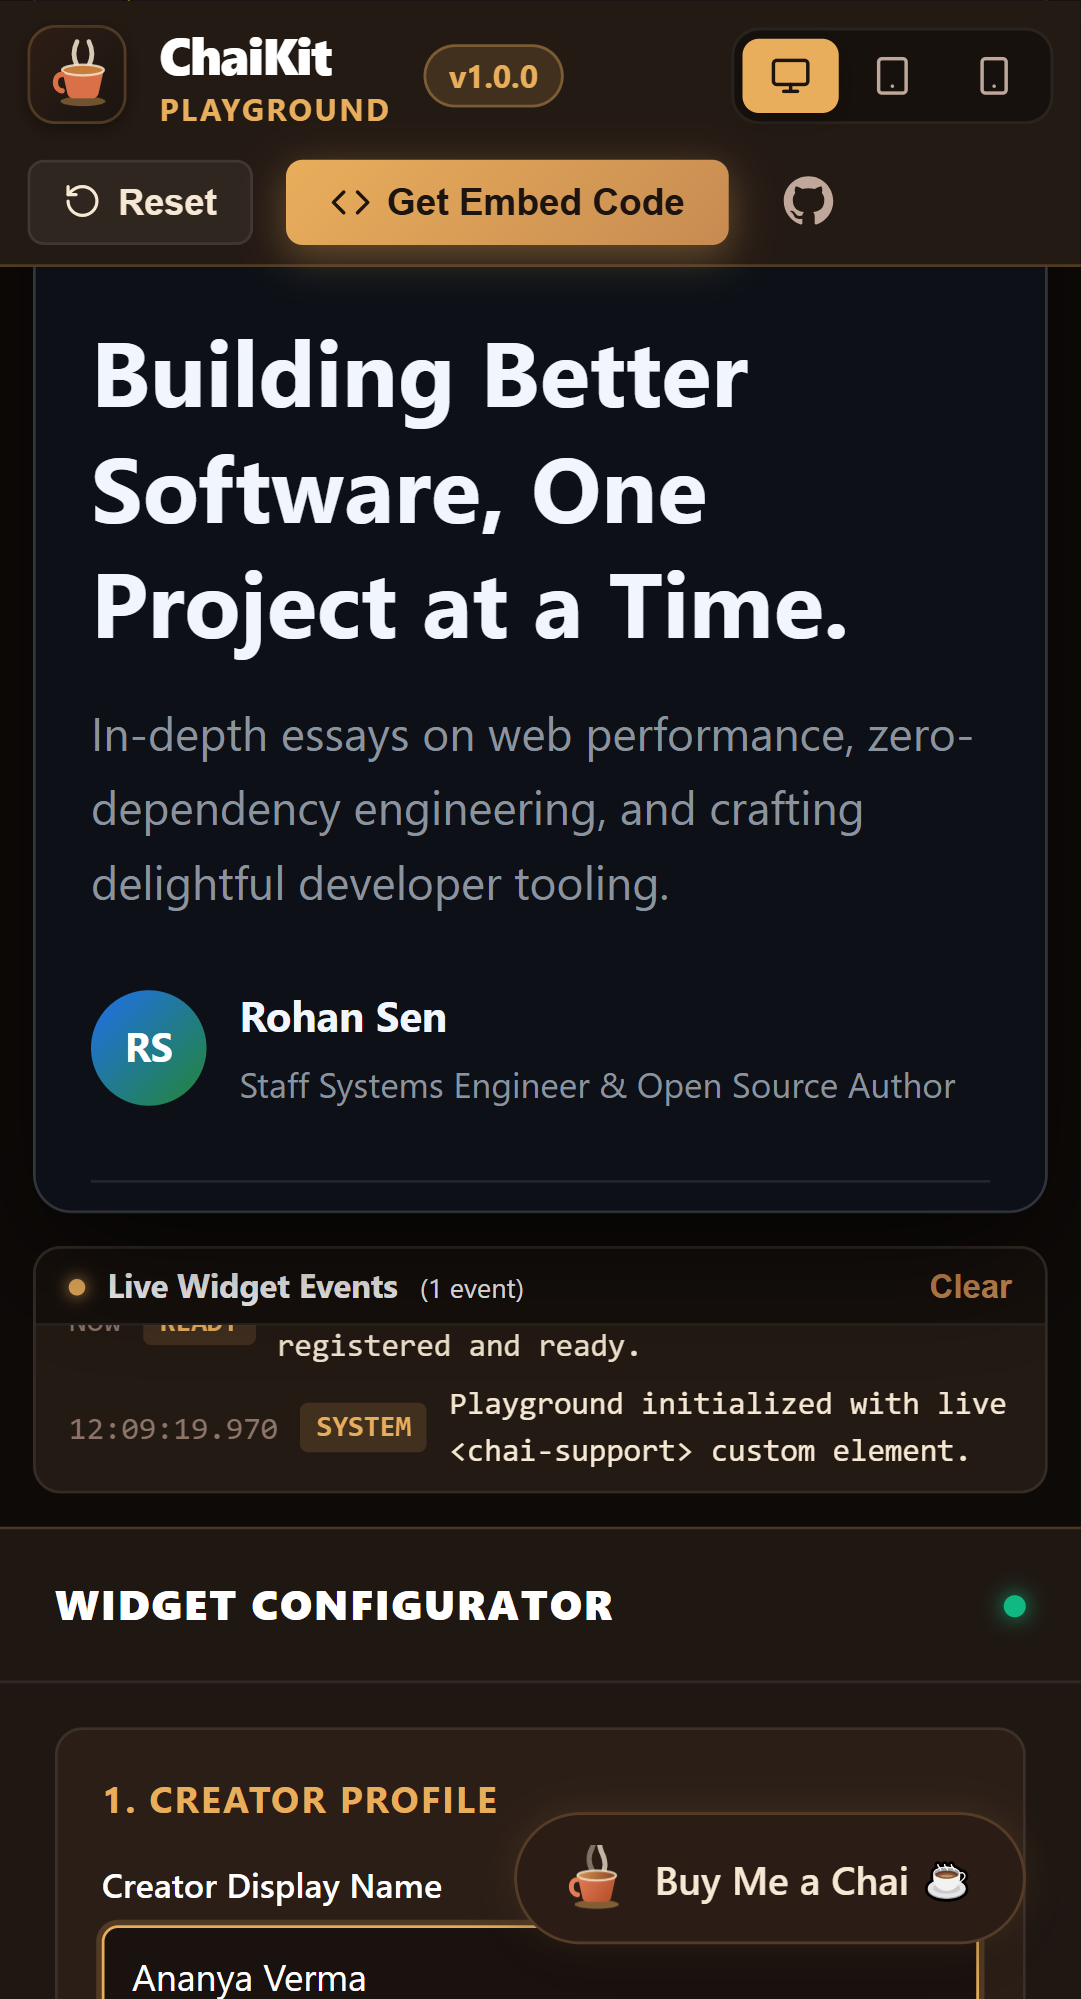 ChaiKit
PLAYGROUND
v1.0.0
Reset
Get Embed Code
Building Better
Software, One
Project at a Time.
In-depth essays on web performance, zero-
dependency engineering, and crafting
delightful developer tooling.
RS
Rohan Sen
Staff Systems Engineer & Open Source Author
Live Widget Events (1 event)
Clear
NOW READY
registered and ready.
12:09:19.970 SYSTEM Playground initialized with live
<chai-support> custom element.
WIDGET CONFIGURATOR
1. CREATOR PROFILE
Creator Display Name
Buy Me a Chai
Ananya Verma